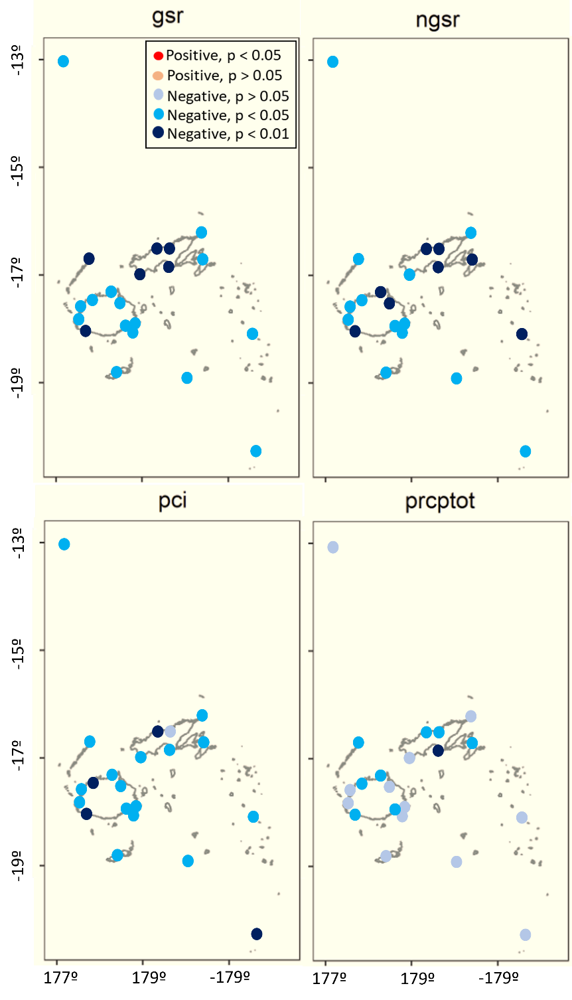 gsr
ngsr
Positive, p < 0.05
Positive, p > 0.05
Negative, p > 0.05
Negative, p < 0.05
Negative, p < 0.01
-13º
-15º
-17º
-19º
pci
prcptot
-13º
-15º
-17º
-19º
177º
179º
-179º
177º
179º
-179º